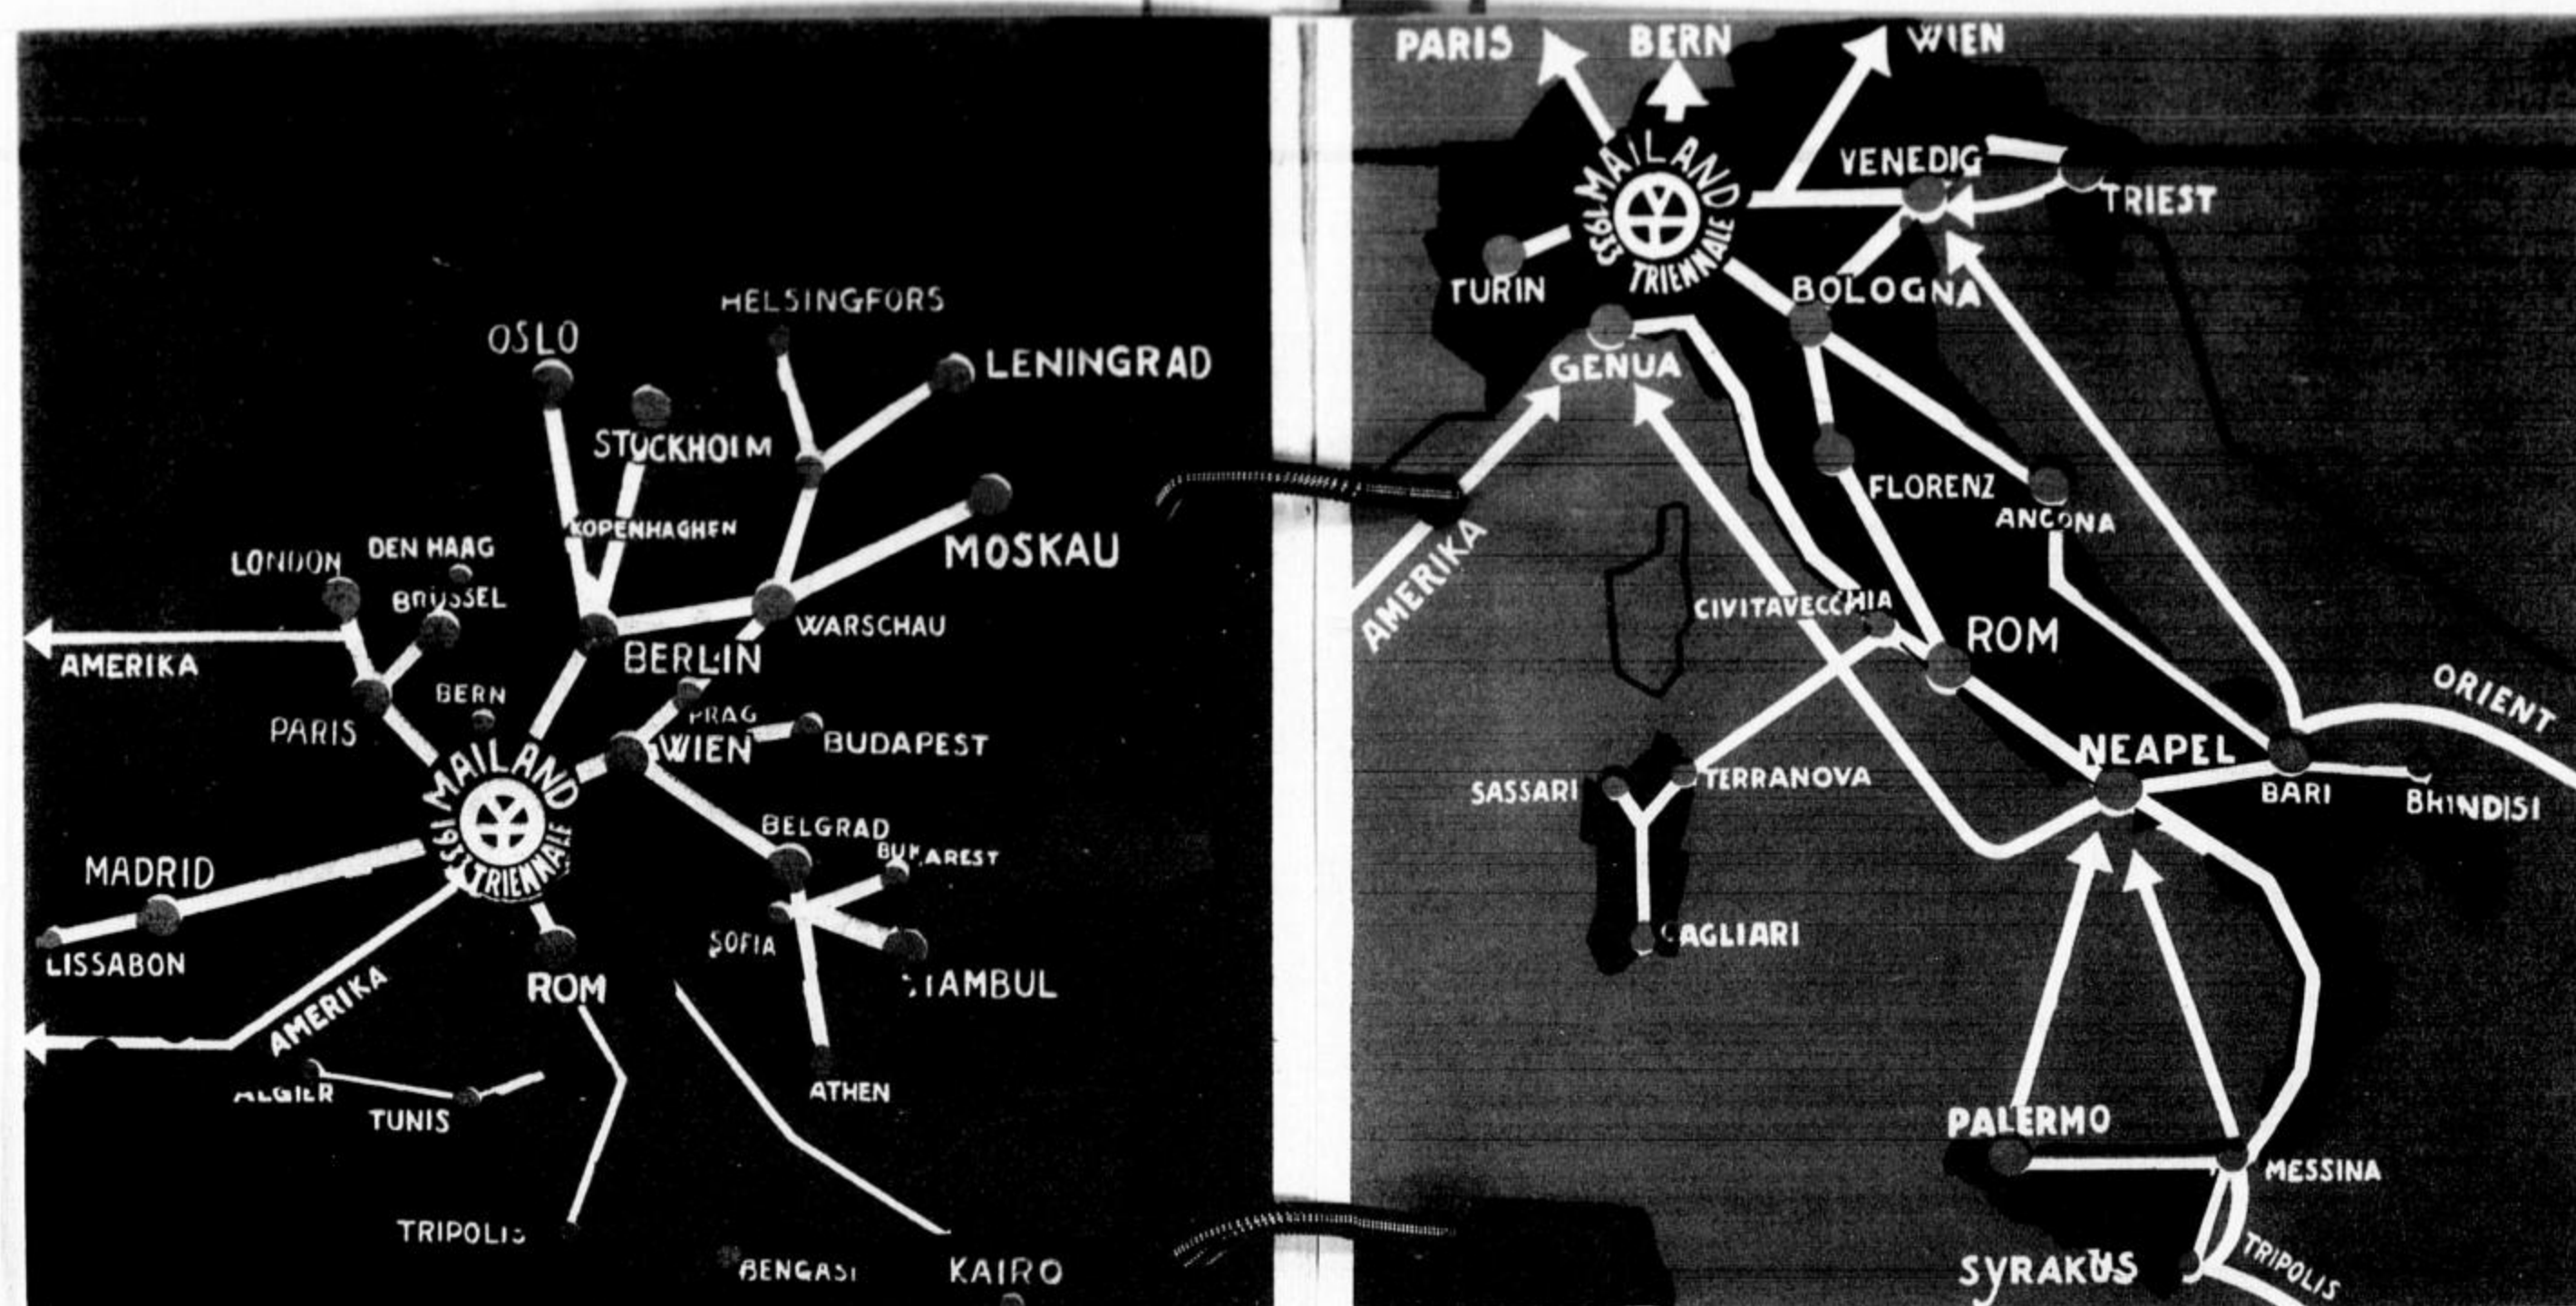 HELSINGFORS
OSLO
LENINGRAD
STOCKHOLM
KOPENHAGHEN
MOSKAU
LONDON
DEN HAAG
BRÜSSEL
WARSCHAU
AMERIKA
BERLIN
BERN
PARIS
PRAG
WIEN
BUDAPEST
MAILAND
1933 TRIENNALE
BELGRAD
BUKAREST
MADRID
SOFIA
LISSABON
ROM
AMERIKA
ALGIER
TUNIS
ATHEN
TRIPOLIS
BENGASI
KAIRO
PARIS
BERN
WIEN
MAILAND
1933 TRIENNALE
VENEDIG
TRIEST
TURIN
BOLOGNA
GENUA
FLORENZ
ANCONA
AMERIKA
CIVITAVECCHIA
ROM
ORIENT
NEAPEL
SASSARI
TERRANOVA
BARI
BRINDISI
CAGLIARI
PALERMO
MESSINA
SYRAKUS
TRIPOLIS